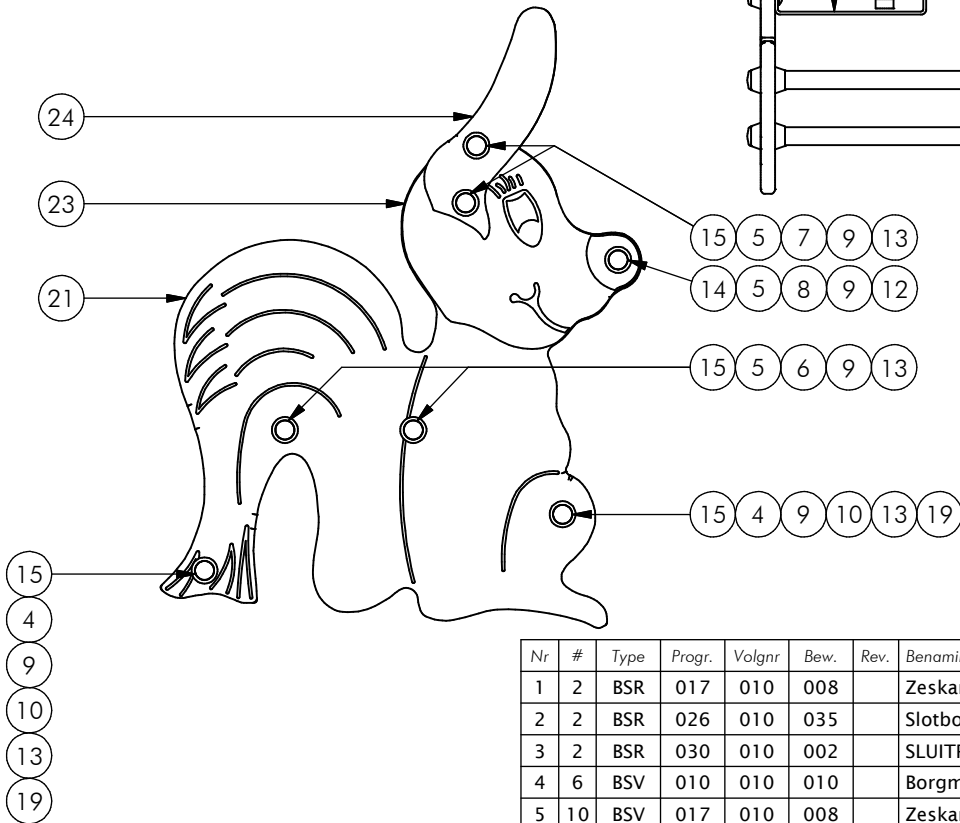 24
23
15 5 7 9 13
21
14 5 8 9 12
15 5 6 9 13
15 4 9 10 13 19
15
4
9
10
13
19
Nr # Type Progr. Volgnr Bew. Rev.
1 2 BSR 017 010 008
2 2 BSR 026 010 035
3 2 BSR 030 010 002
4 6 BSV 010 010 010
5 10 BSV 017 010 008